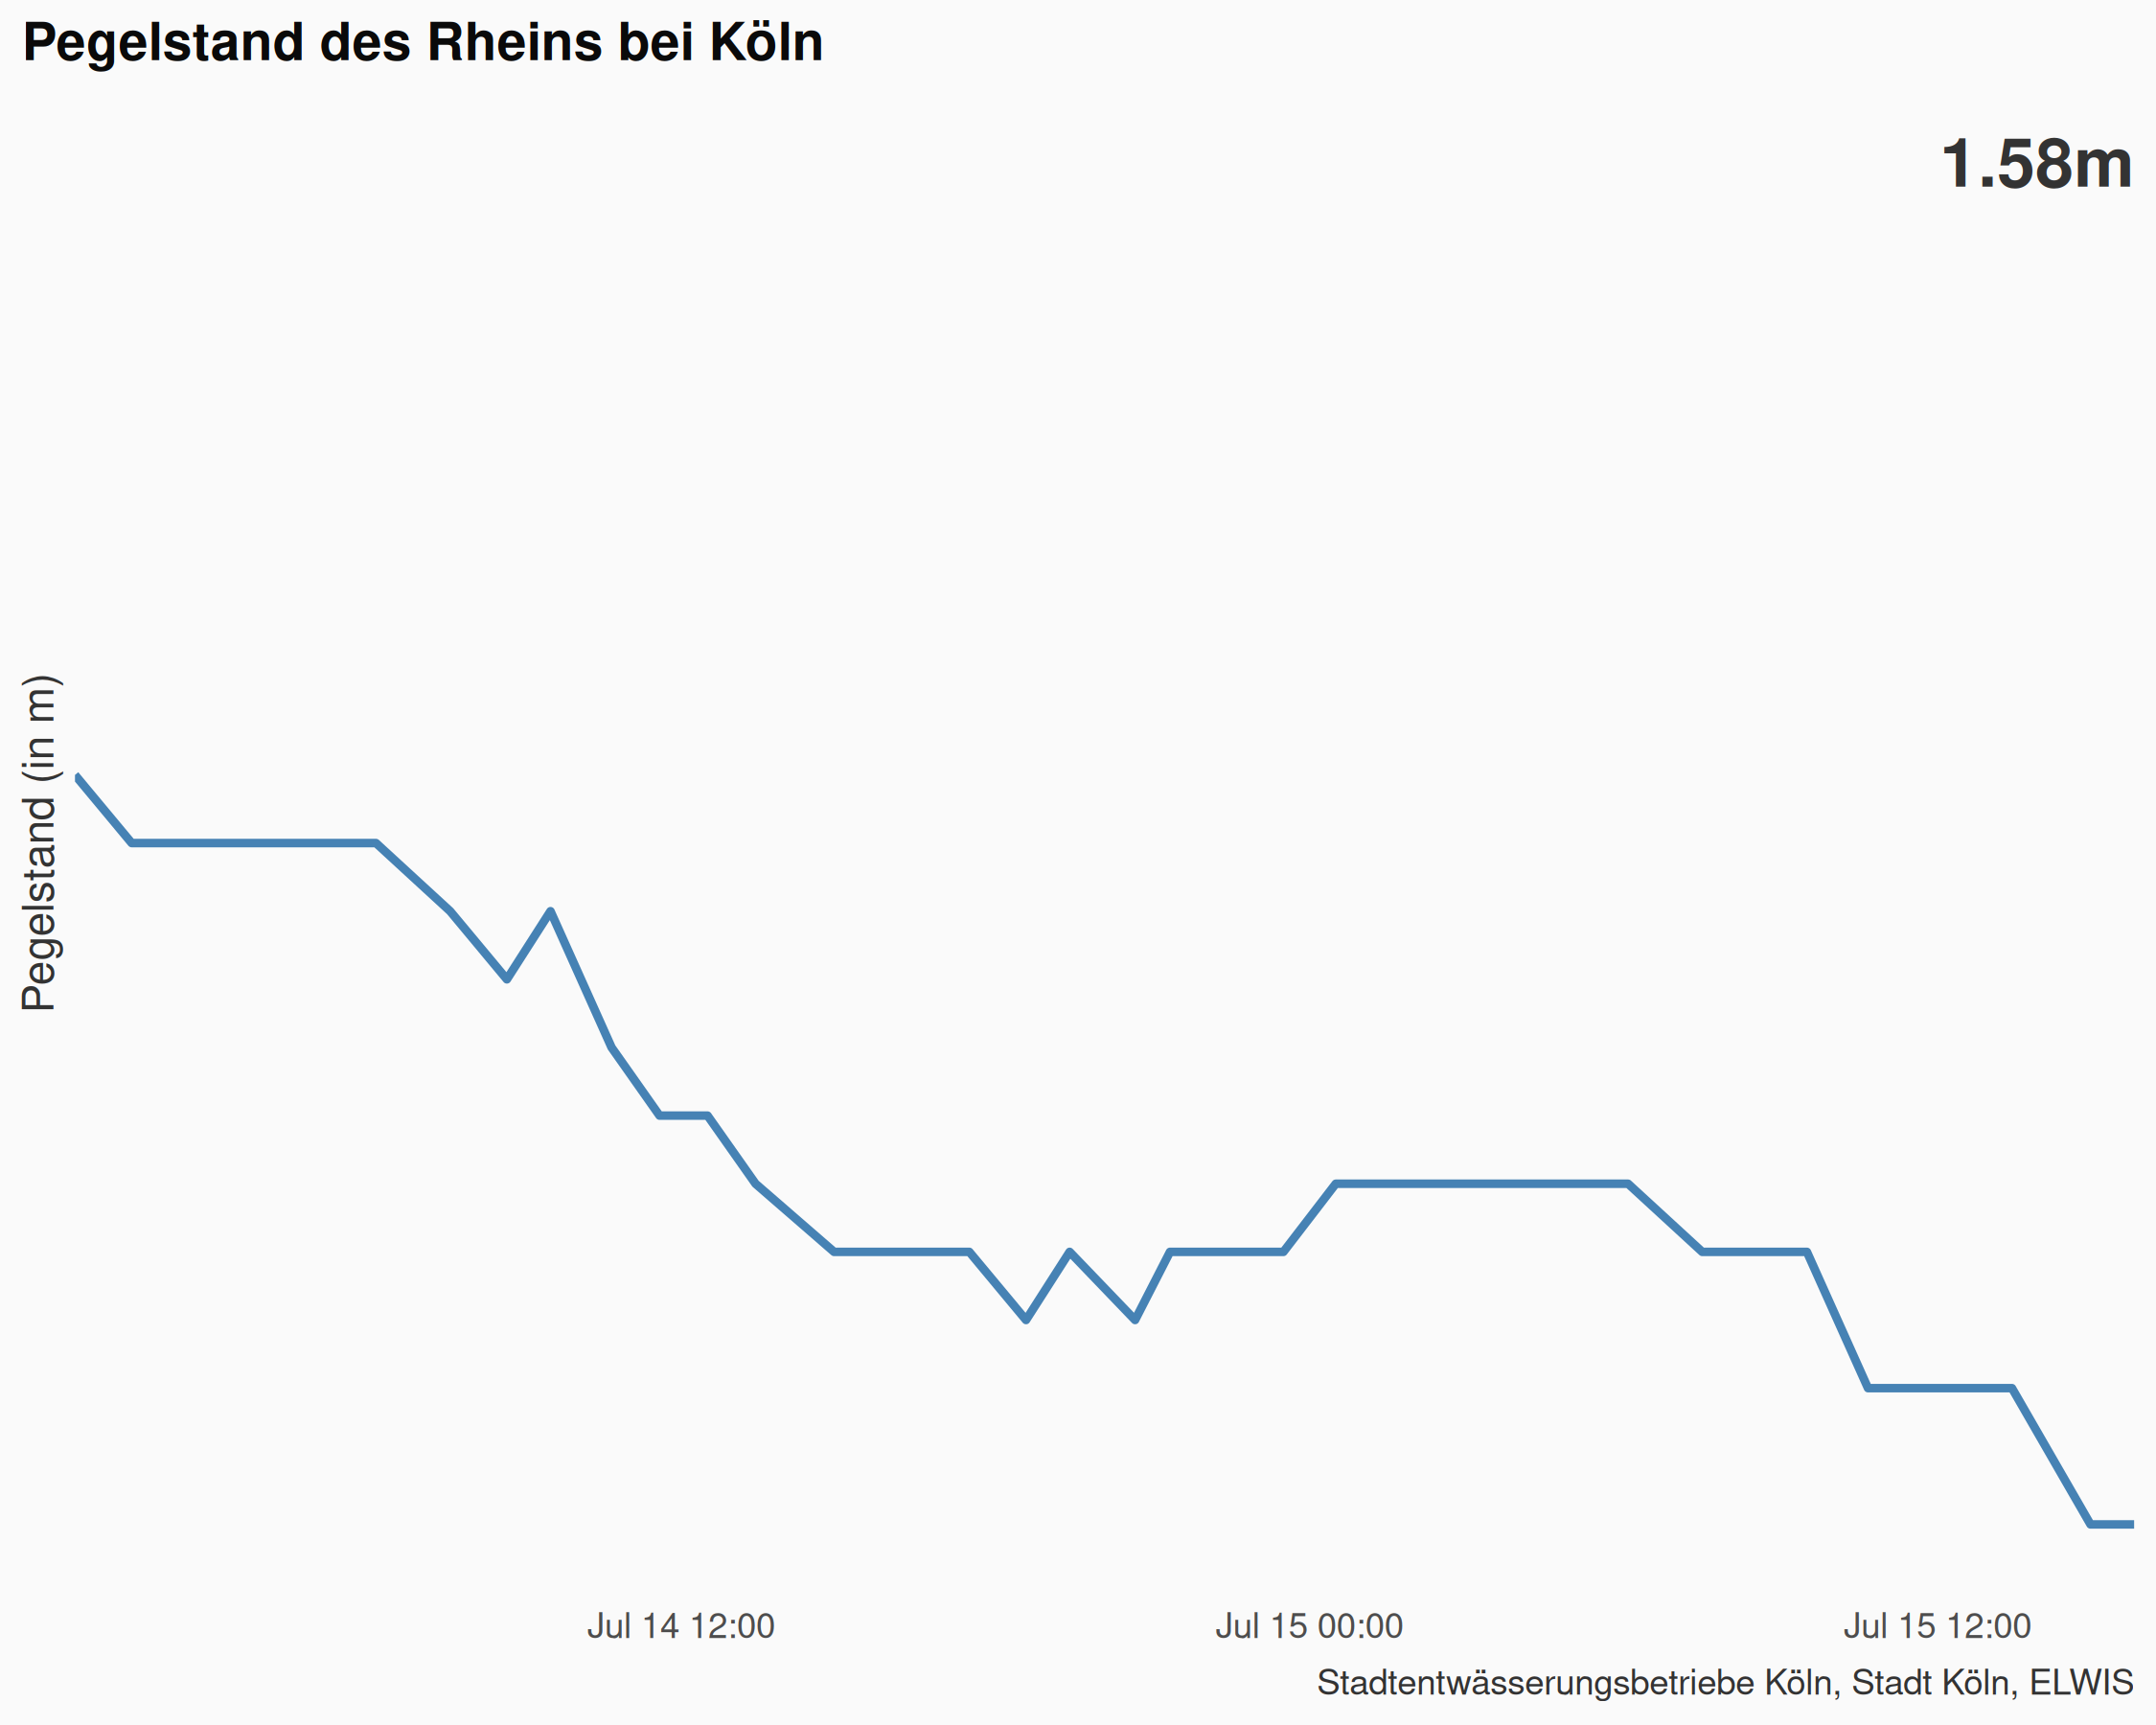 Pegelstand des Rheins bei Köln
1.58m
Pegelstand (in m)
Jul 14 12:00
Jul 15 00:00
Jul 15 12:00
Stadtentwässerungsbetriebe Köln, Stadt Köln, ELWIS